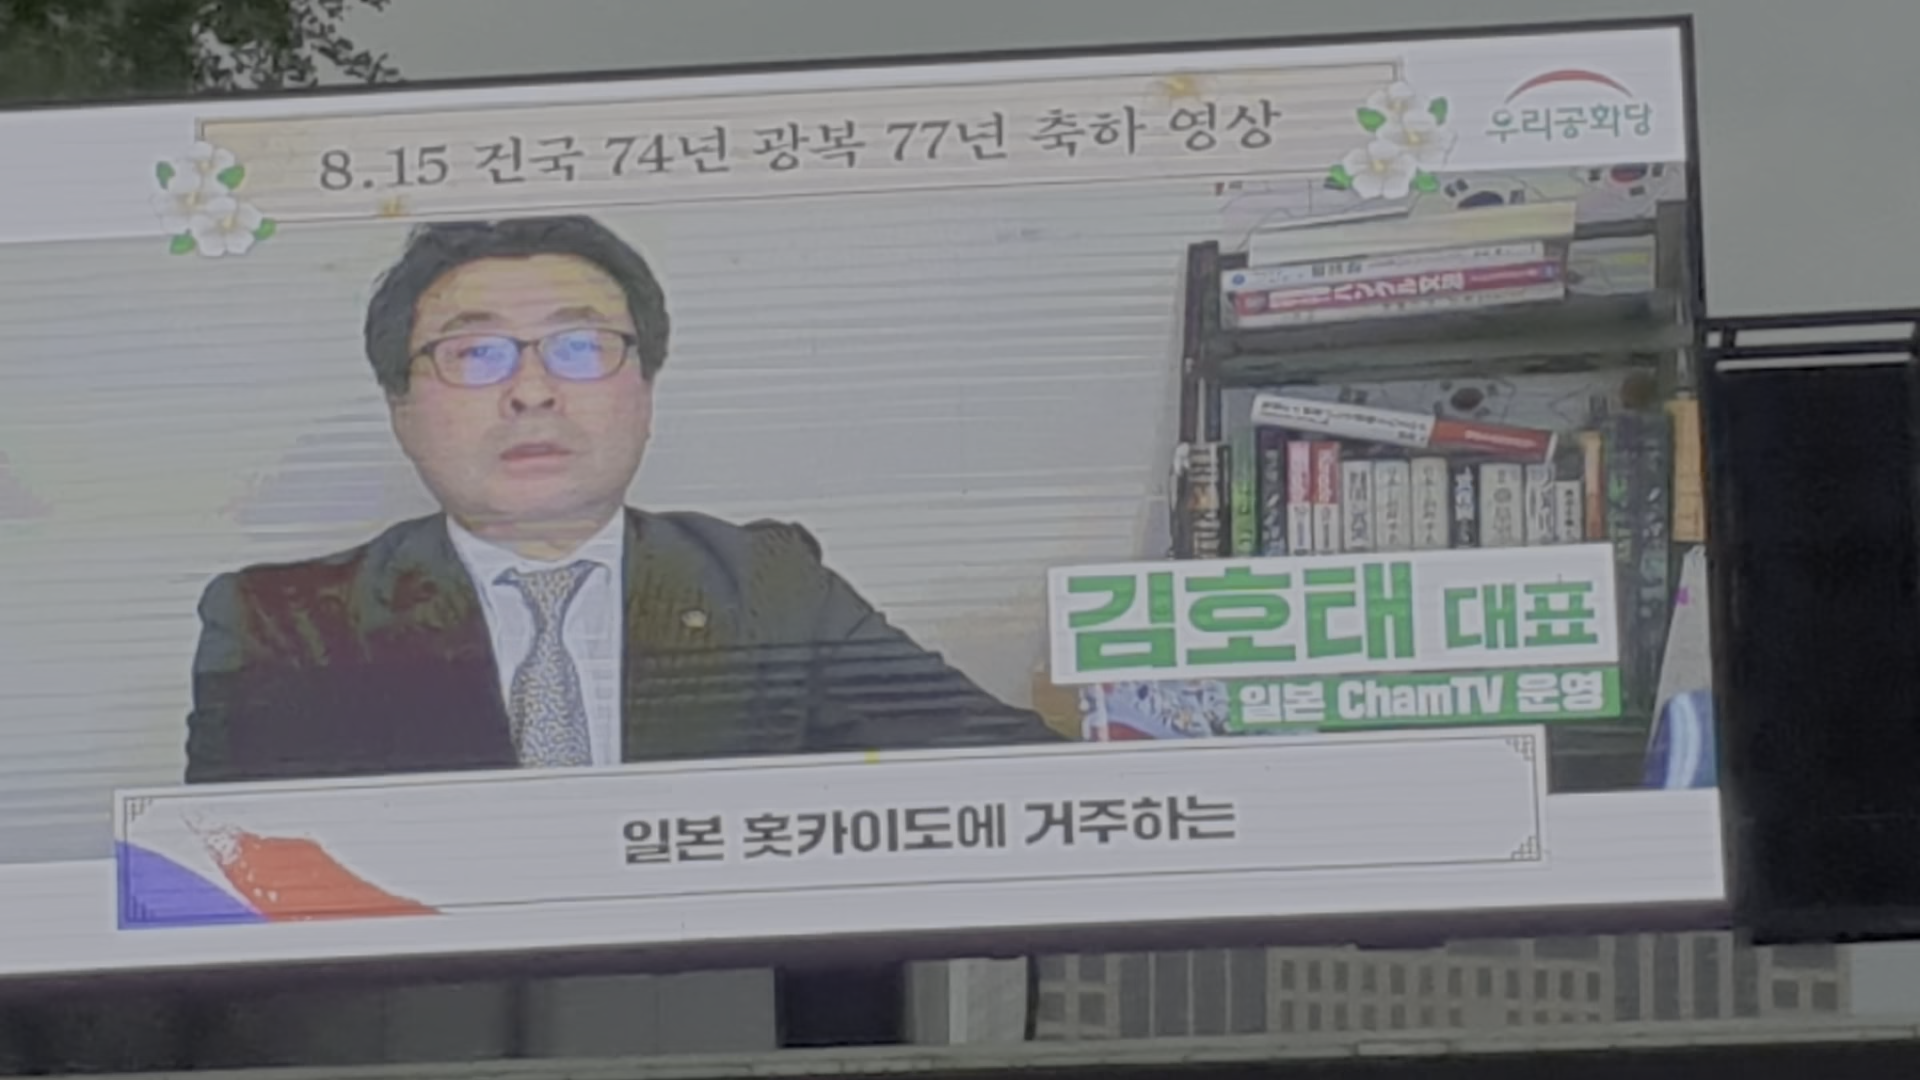 8.15 건국 74년 광복 77년 축하 영상
우리공화당
김호태 대표
일본 ChamTV 운영
일본 홋카이도에 거주하는